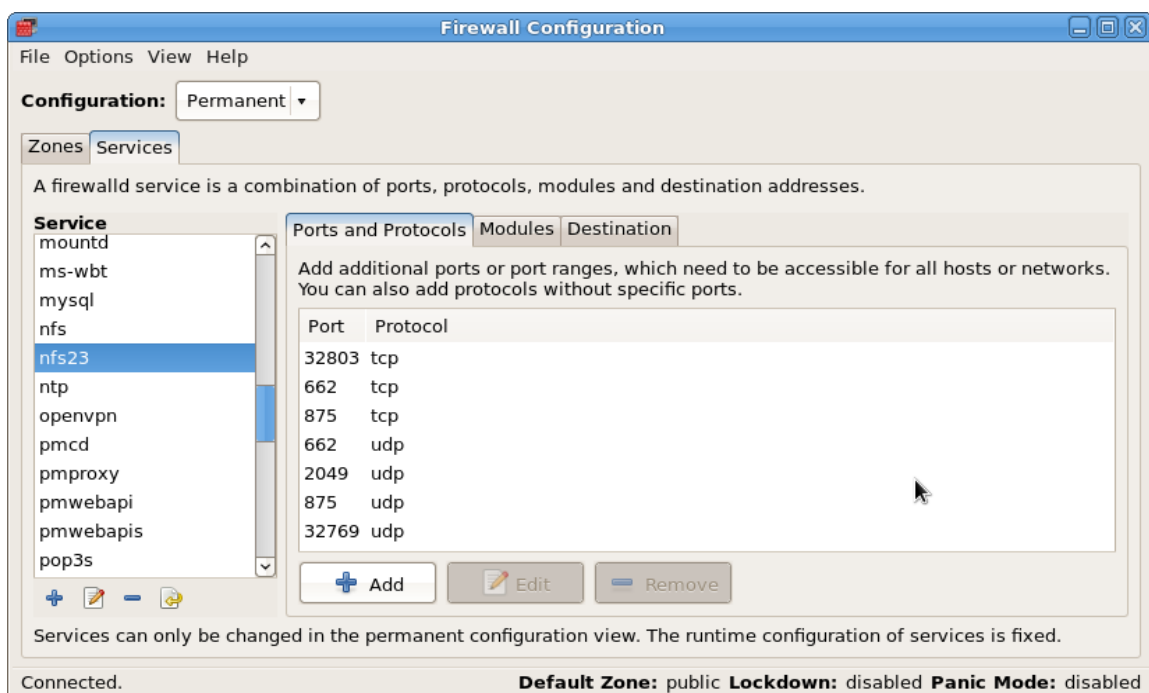 Firewall Configuration
File Options View Help
Configuration: Permanent
Zones Services
A firewalld service is a combination of ports, protocols, modules and destination addresses.
Service
mountd
ms-wbt
mysql
nfs
nfs23
ntp
openvpn
pmcd
pmproxy
pmwebapi
pmwebapis
pop3s
Ports and Protocols Modules Destination
Add additional ports or port ranges, which need to be accessible for all hosts or networks.
You can also add protocols without specific ports.
Port Protocol
32803 tcp
662 tcp
875 tcp
662 udp
2049 udp
875 udp
32769 udp
Add Edit Remove
Services can only be changed in the permanent configuration view. The runtime configuration of services is fixed.
Connected. Default Zone: public Lockdown: disabled Panic Mode: disabled